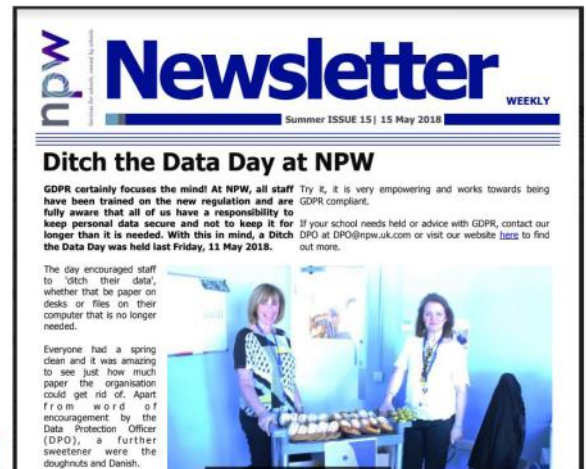 npw
Services for schools, owned by schools
Newsletter
WEEKLY
Summer ISSUE 15| 15 May 2018
Ditch the Data Day at NPW
GDPR certainly focuses the mind! At NPW, all staff
have been trained on the new regulation and are
fully aware that all of us have a responsibility to
keep personal data secure and not to keep it for
longer than it is needed. With this in mind, a Ditch
the Data Day was held last Friday, 11 May 2018.
The day encouraged staff
to 'ditch their data',
whether that be paper on
desks or files on their
computer that is no longer
needed.
Everyone had a spring
clean and it was amazing
to see just how much
paper the organisation
could get rid of. Apart
from word of
encouragement by the
Data Protection Officer
(DPO), a further
sweetener were the
doughnuts and Danish.
Try it, it is very empowering and works towards being
GDPR compliant.
If your school needs held or advice with GDPR, contact our
DPO at DPO@npw.uk.com or visit our website here to find
out more.